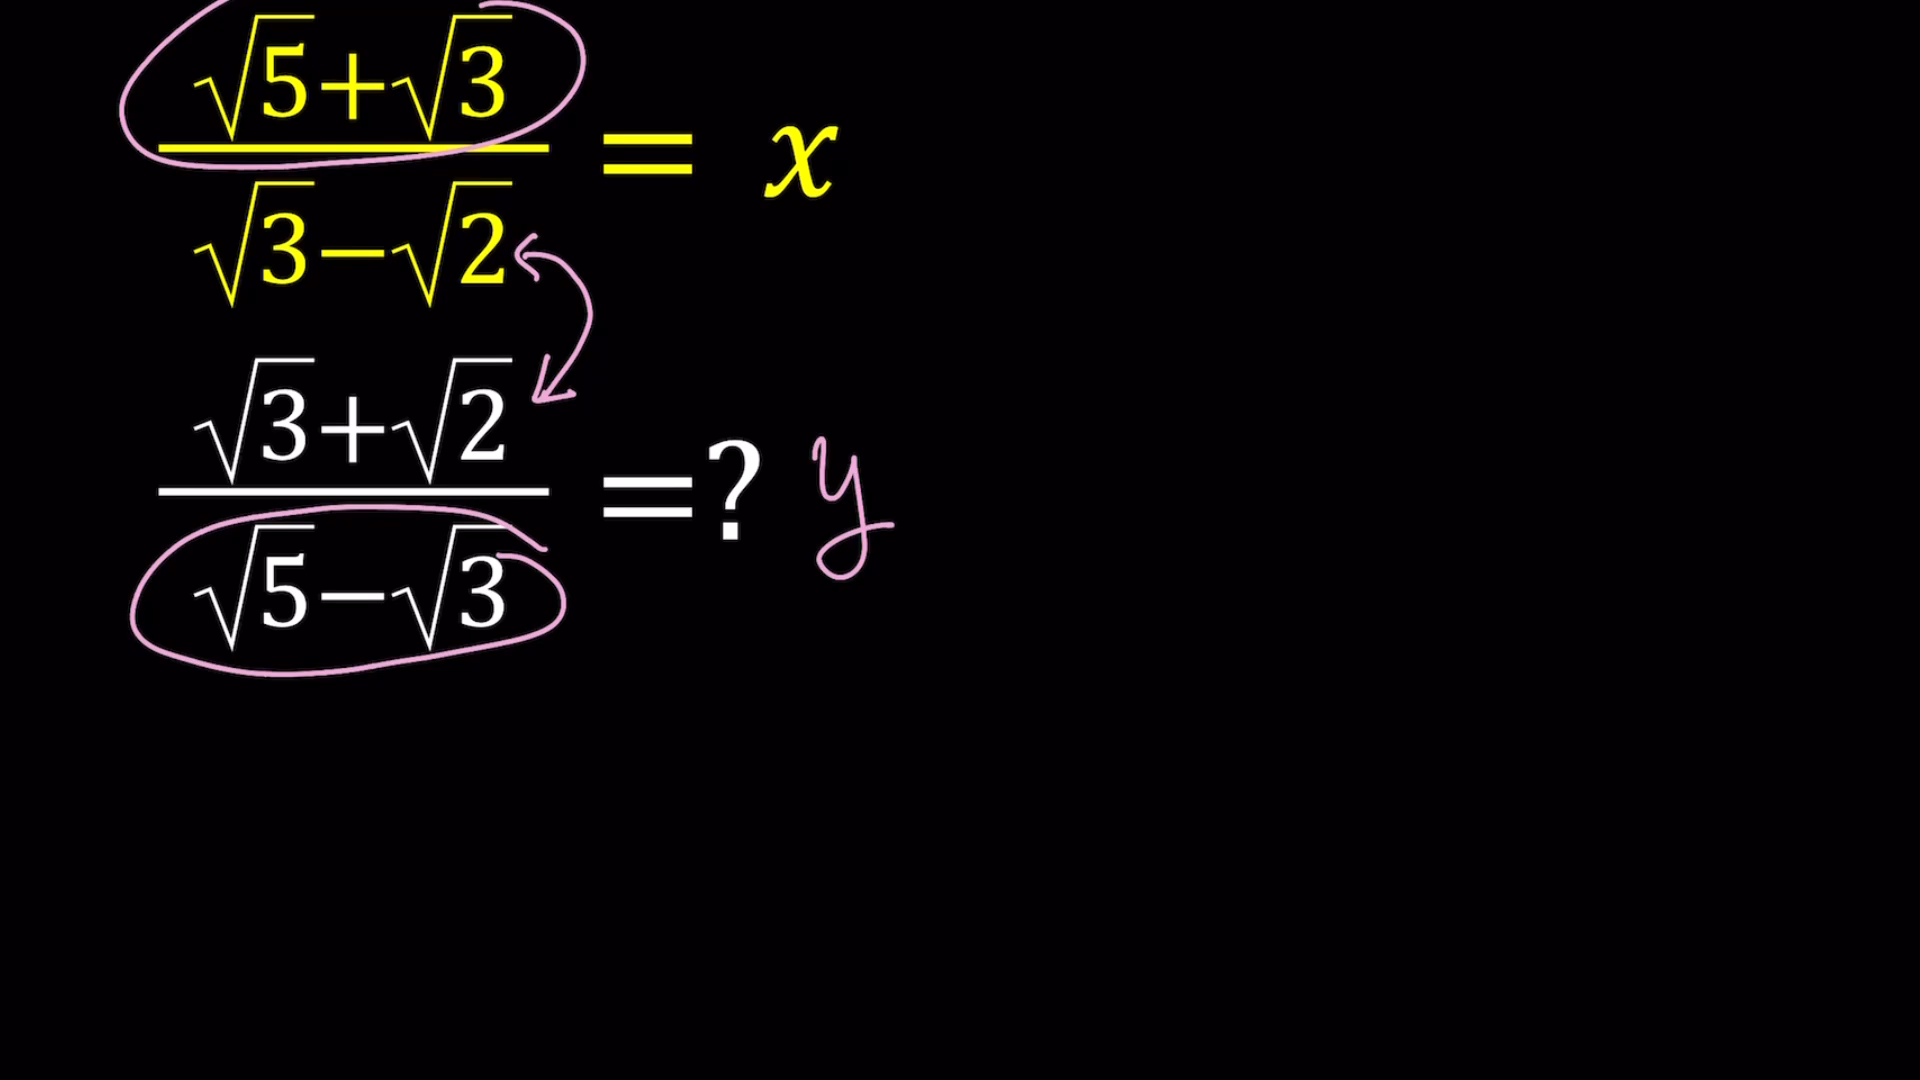 √5+√3
/ √3−√2 = x
√3+√2
/ √5−√3 =? y